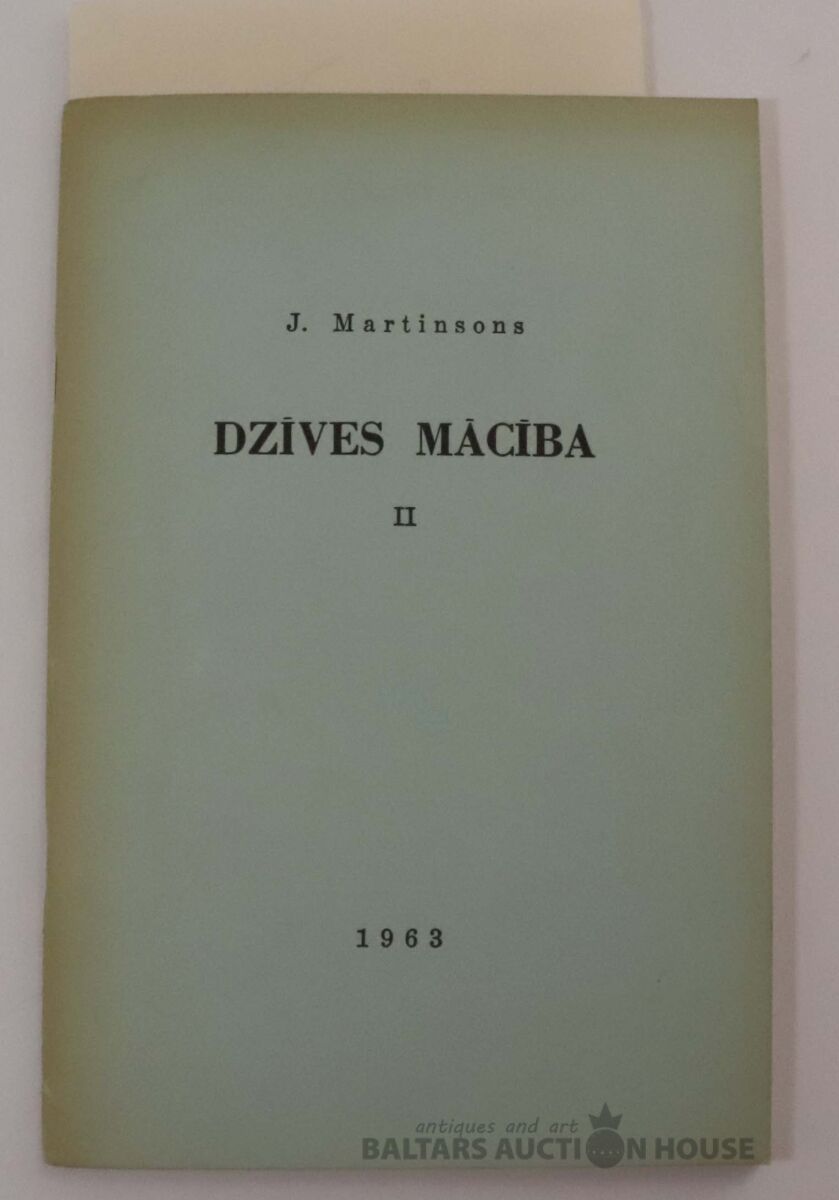 J. Martinsons
DZĪVES MĀCĪBA
II
1963
antiques and art
BALTARS AUCTION HOUSE